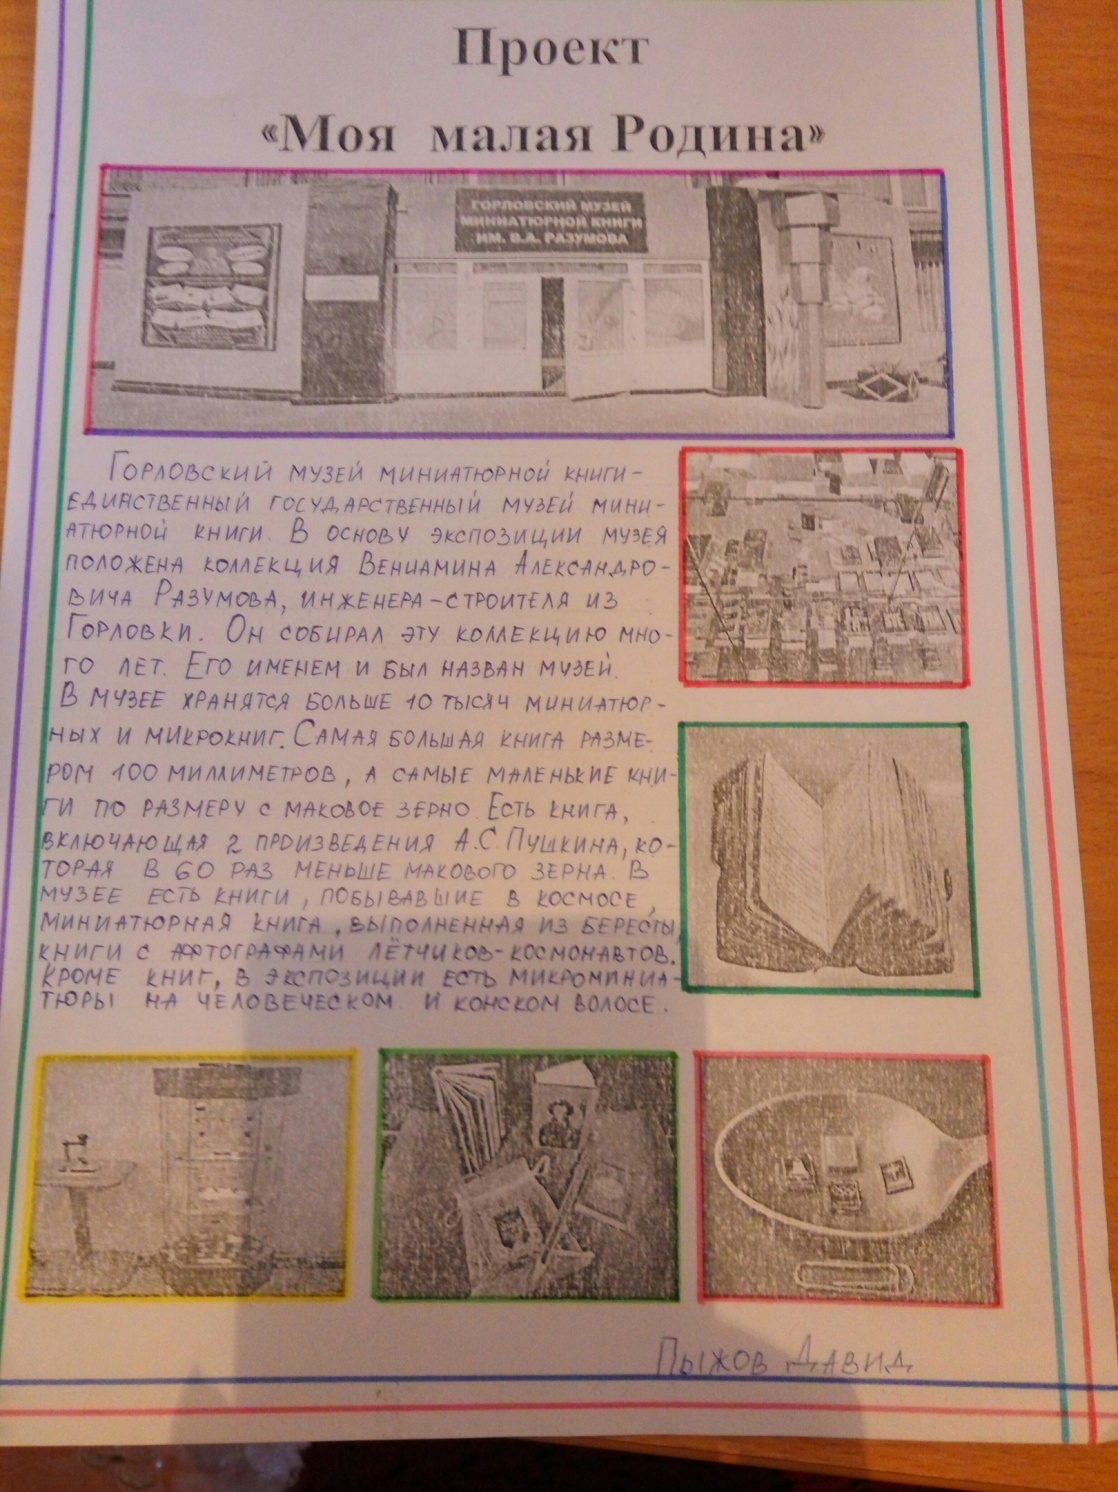 Проект
«Моя малая Родина»
ГОРЛОВСКИЙ МУЗЕЙ
МИНИАТЮРНОЙ КНИГИ
ИМ. В.А. РАЗУМОВА
Горловский музей миниатюрной книги-
единственный государственный музей мини-
атюрной книги. В основу экспозиции музея
положена коллекция Вениамина Александро-
вича Разумова, инженера-строителя из
Горловки. Он собирал эту коллекцию мно-
го лет. Его именем и был назван музей.
В музее хранятся больше 10 тысяч миниатюр-
ных и микрокниг. Самая большая книга разме-
ром 100 миллиметров, а самые маленькие кни-
ги по размеру с маковое зерно. Есть книга,
включающая 2 произведения А.С. Пушкина, ко-
торая в 60 раз меньше макового зерна. В
музее есть книги, побывавшие в космосе,
миниатюрная книга, выполненная из бересты,
книги с автографами лётчиков-космонавтов.
Кроме книг, в экспозиции есть микроминиа-
тюры на человеческом и конском волосе.
Пыжов Давид